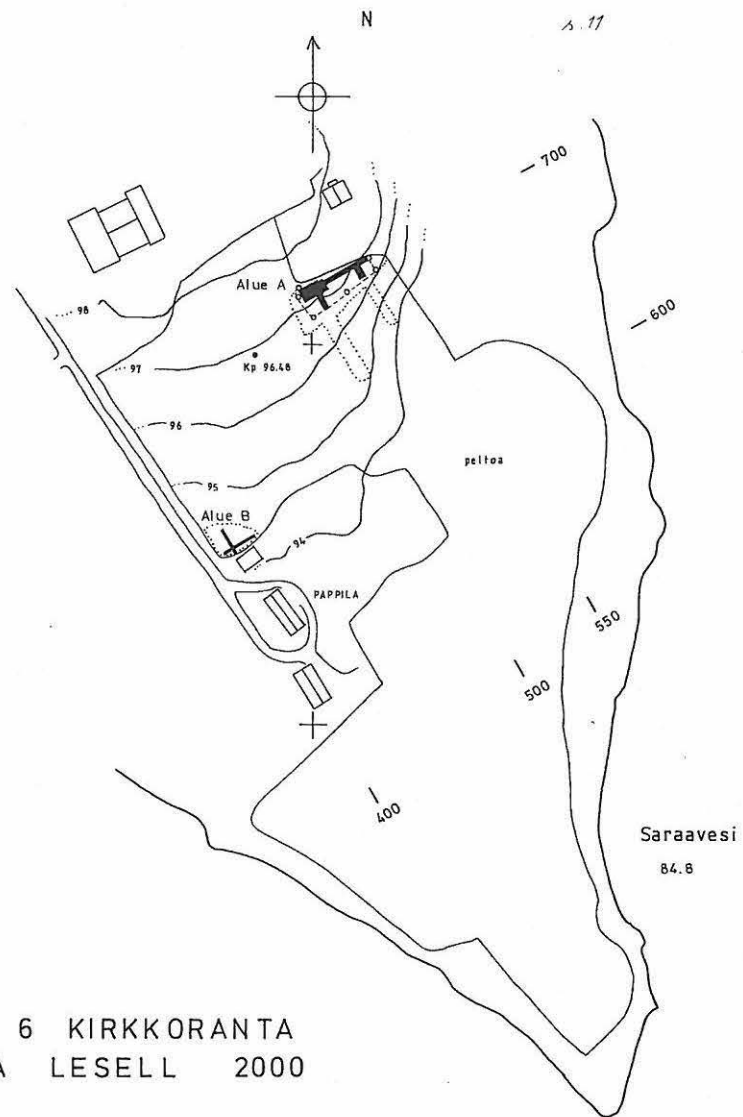 N
s.11
700
98
Alue A
600
97
Kp 96.48
96
peltoa
95
Alue B
94
PAPPILA
550
500
400
Saraavesi
84.8
6 KIRKKORANTA
A LESELL 2000